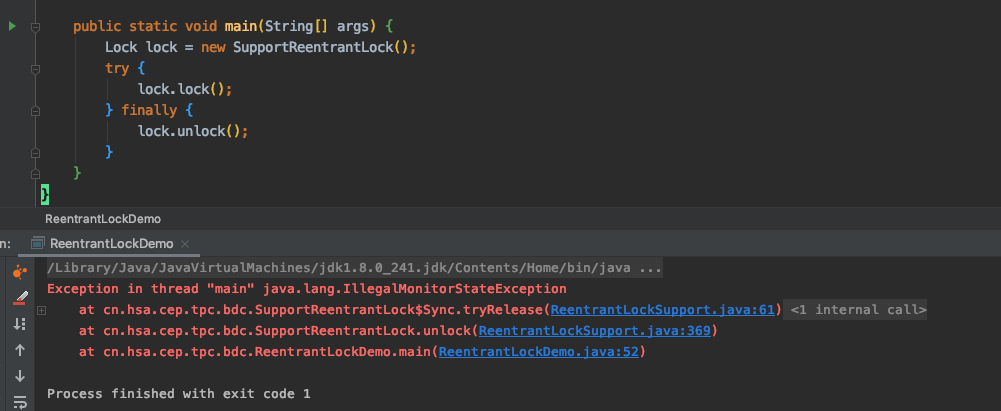 public static void main(String[] args) {
Lock lock = new SupportReentrantLock();
try {
lock.lock();
} finally {
lock.unlock();
}
}
}
ReentrantLockDemo
n: ReentrantLockDemo ×
/Library/Java/JavaVirtualMachines/jdk1.8.0_241.jdk/Contents/Home/bin/java ...
Exception in thread "main" java.lang.IllegalMonitorStateException
at cn.hsa.cep.tpc.bdc.SupportReentrantLock$Sync.tryRelease(ReentrantLockSupport.java:61) <1 internal call>
at cn.hsa.cep.tpc.bdc.SupportReentrantLock.unlock(ReentrantLockSupport.java:369)
at cn.hsa.cep.tpc.bdc.ReentrantLockDemo.main(ReentrantLockDemo.java:52)
Process finished with exit code 1